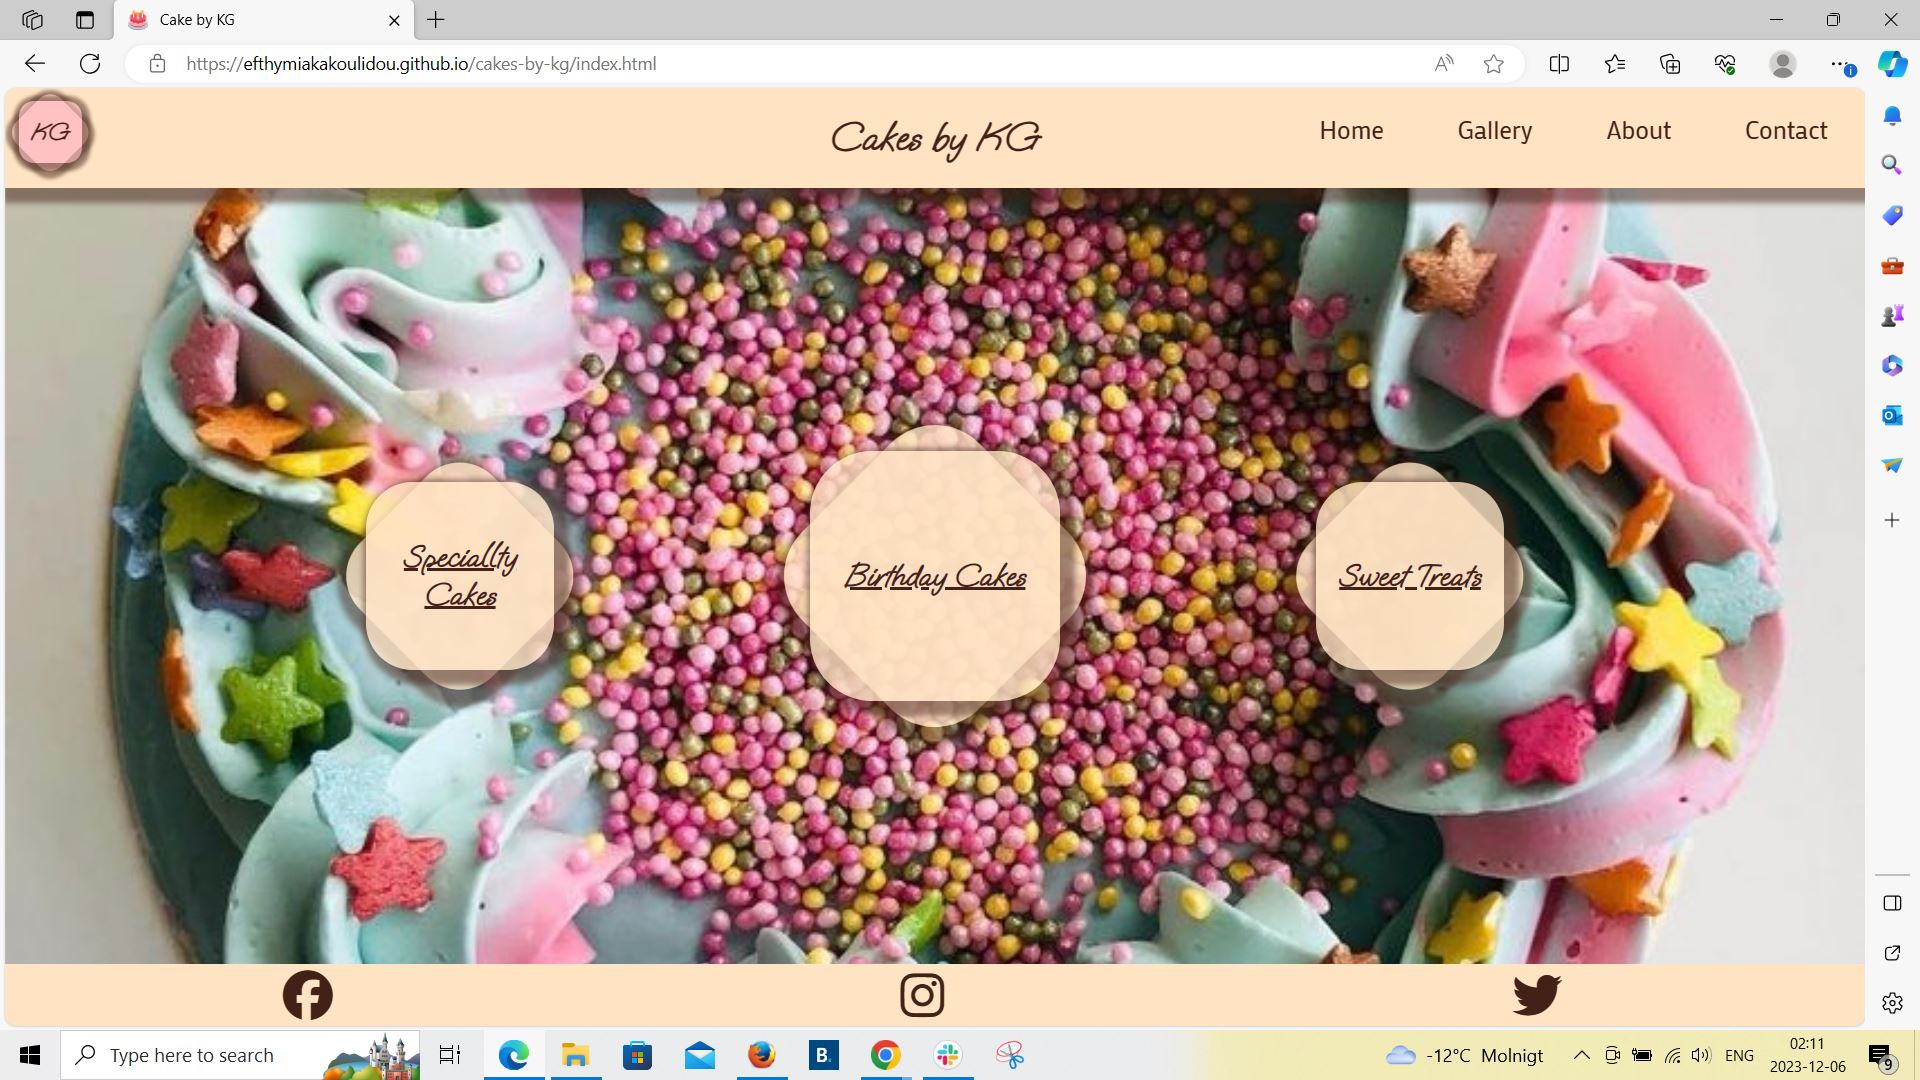 Cake by KG
https://efthymiakakoulidou.github.io/cakes-by-kg/index.html
KG
Cakes by KG
Home Gallery About Contact
Speciallty
Cakes
Birthday Cakes
Sweet Treats
Type here to search
B.
-12°C Molnigt
ENG
02:11
2023-12-06
9